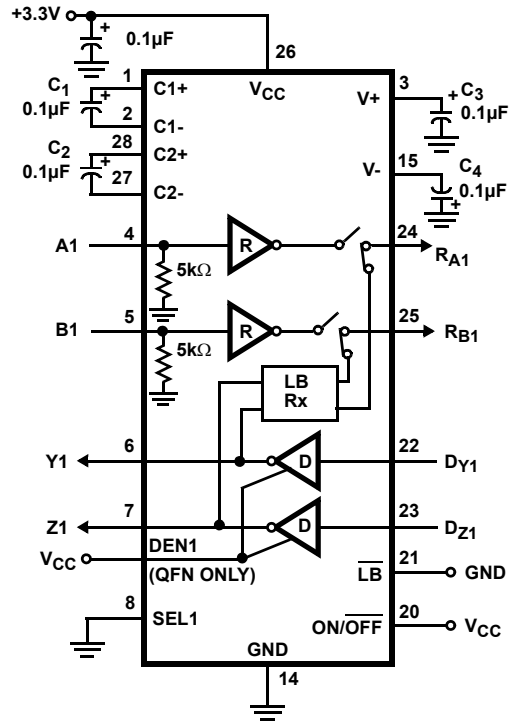 +3.3V
0.1µF
26
VCC
C1
0.1µF
1
C1+
2
C1-
C2
0.1µF
28
C2+
27
C2-
3
V+
C3
0.1µF
15
V-
C4
0.1µF
A1
4
5kΩ
R
24
RA1
B1
5
5kΩ
R
25
RB1
LB
Rx
Y1
6
D
22
DY1
Z1
7
D
23
DZ1
VCC
DEN1
(QFN ONLY)
L̅B̅
21
GND
8
SEL1
ON/O̅F̅F̅
20
VCC
GND
14
+
+
+
+
+